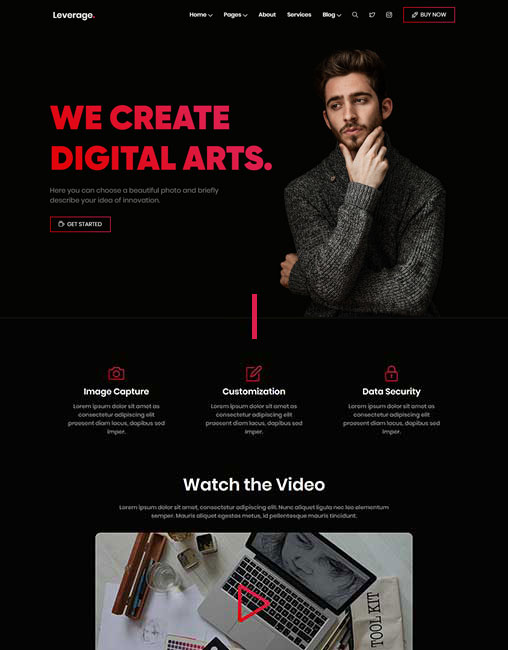 Leverage.
Home Pages About Services Blog BUY NOW
WE CREATE
DIGITAL ARTS.
Here you can choose a beautiful photo and briefly
describe your idea of innovation.
GET STARTED
Image Capture
Lorem ipsum dolor sit amet as
consectetur adipiscing elit
praesent diam lacus, dapibus sed
imper.
Customization
Lorem ipsum dolor sit amet as
consectetur adipiscing elit
praesent diam lacus, dapibus sed
imper.
Data Security
Lorem ipsum dolor sit amet as
consectetur adipiscing elit
praesent diam lacus, dapibus sed
imper.
Watch the Video
Lorem ipsum dolor sit amet, consectetur adipiscing elit. Nunc aliquet ligula nec leo elementum
semper. Mauris aliquet egestas metus, id pellentesque mauris tincidunt.
TOOL KIT